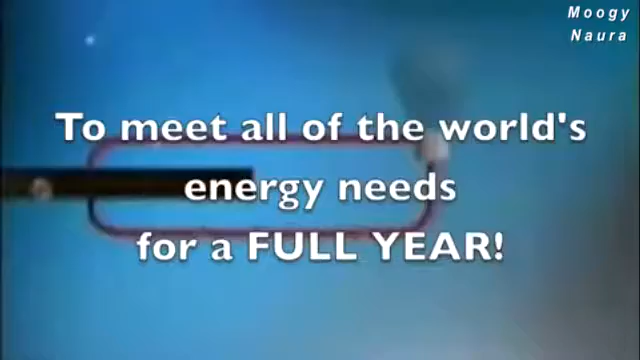 Moogy
Naura
To meet all of the world's
energy needs
for a FULL YEAR!